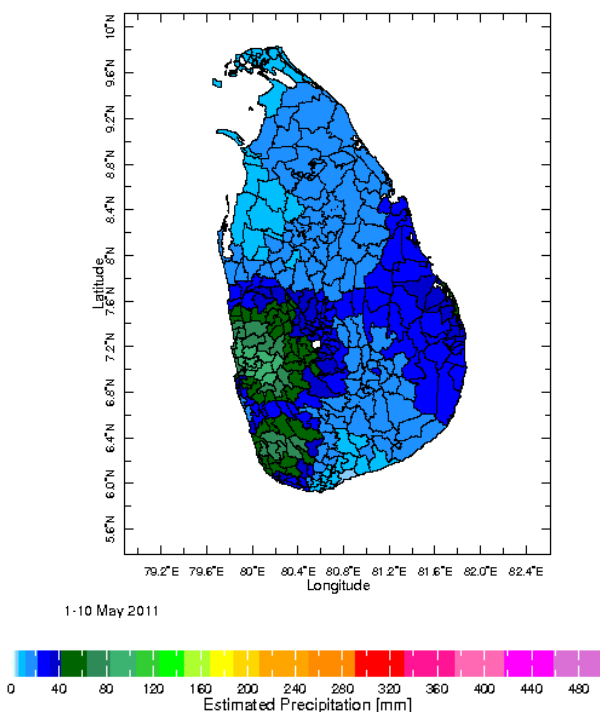 10°N
9.6°N
9.2°N
8.8°N
8.4°N
8°N
7.6°N
7.2°N
6.8°N
6.4°N
6.0°N
5.6°N
Latitude
79.2°E 79.6°E 80°E 80.4°E 80.8°E 81.2°E 81.6°E 82.0°E 82.4°E
Longitude
1-10 May 2011
0 40 80 120 160 200 240 280 320 360 400 440 480
Estimated Precipitation [mm]